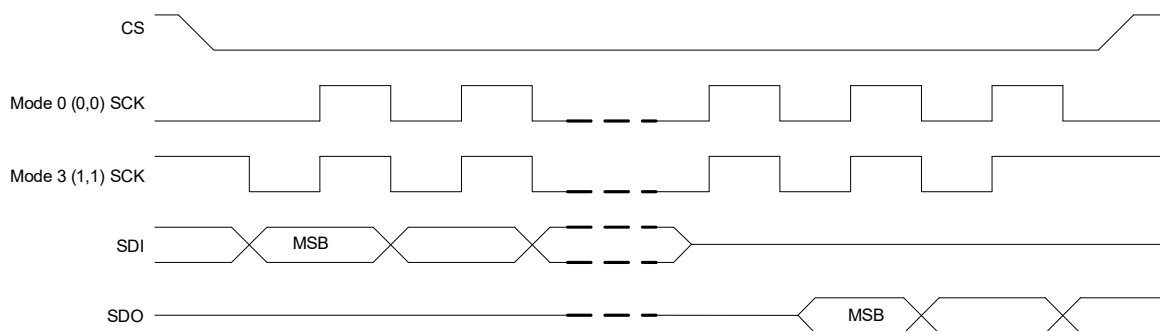 CS
Mode 0 (0,0) SCK
Mode 3 (1,1) SCK
SDI
MSB
SDO
MSB